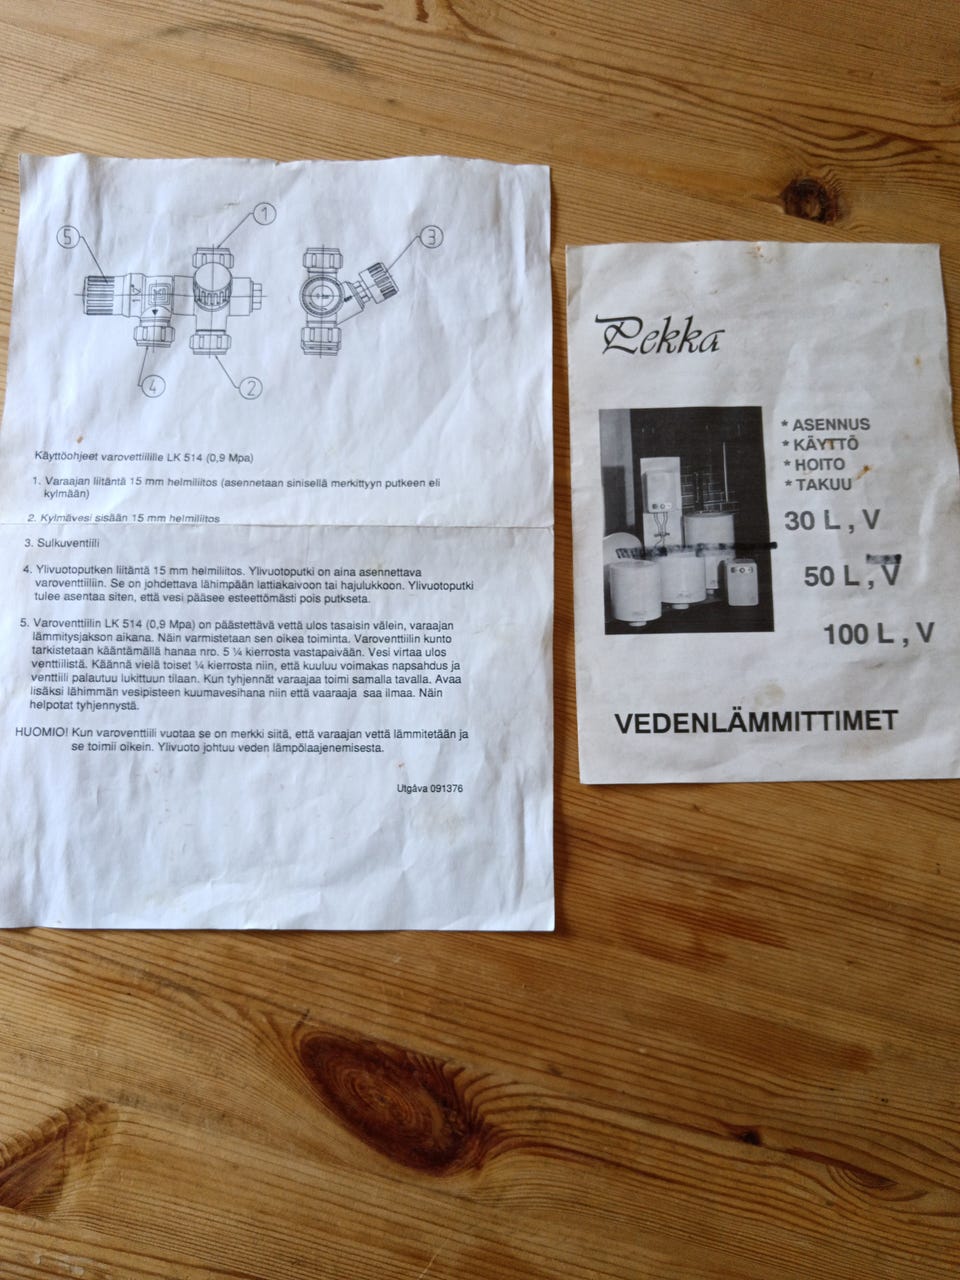 1
5
3
4
2
Käyttöohjeet varovettiilille LK 514 (0,9 Mpa)
1. Varaajan liitäntä 15 mm helmiliitos (asennetaan sinisellä merkittyyn putkeen eli
kylmään)
2. Kylmävesi sisään 15 mm helmiliitos
3. Sulkuventiili
4. Ylivuotoputken liitäntä 15 mm helmiliitos. Ylivuotoputki on aina asennettava
varoventtiiliin. Se on johdettava lähimpään lattiakaivoon tai hajulukkoon. Ylivuotoputki
tulee asentaa siten, että vesi pääsee esteettömästi pois putkseta.
5. Varoventtiilin LK 514 (0,9 Mpa) on päästettävä vettä ulos tasaisin välein, varaajan
lämmitysjakson aikana. Näin varmistetaan sen oikea toiminta. Varoventtiilin kunto
tarkistetaan kääntämällä hanaa nro. 5 ¼ kierrosta vastapäivään. Vesi virtaa ulos
venttiilistä. Käännä vielä toiset ¼ kierrosta niin, että kuuluu voimakas napsahdus ja
venttiili palautuu lukittuun tilaan. Kun tyhjennät varaajaa toimi samalla tavalla. Avaa
lisäksi lähimmän vesipisteen kuumavesihana niin että vaaraaja saa ilmaa. Näin
helpotat tyhjennystä.
HUOMIO! Kun varoventtiili vuotaa se on merkki siitä, että varaajan vettä lämmitetään ja
se toimii oikein. Ylivuoto johtuu veden lämpölaajenemisesta.
Utgåva 091376
Pekka
* ASENNUS
* KÄYTTÖ
* HOITO
* TAKUU
30 L , V
50 L , V
100 L , V
VEDENLÄMMITTIMET